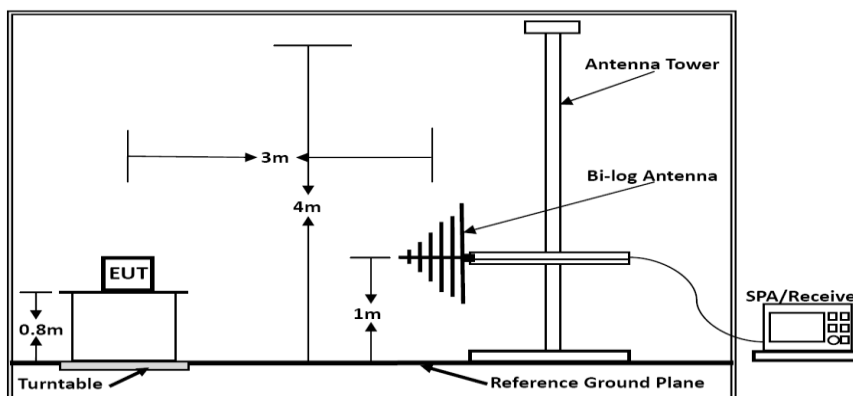 Antenna Tower
3m
Bi-log Antenna
4m
EUT
SPA/Receive
0.8m
1m
Turntable
Reference Ground Plane